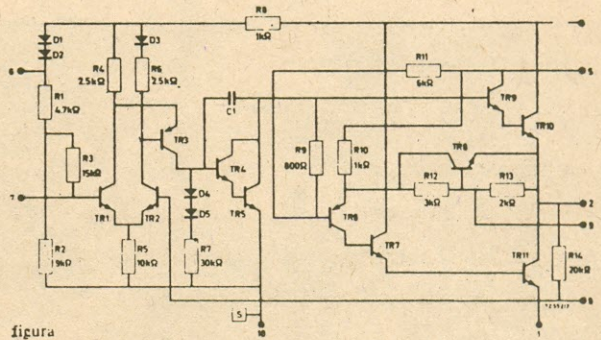 R8
1kΩ
D1
D2
D3
R4
2.5kΩ
R6
2.5kΩ
R11
6kΩ
6
5
R1
4.7kΩ
TR9
TR10
TR3
C1
R3
15kΩ
R9
800Ω
R10
1kΩ
TR8
TR4
R12
3kΩ
R13
2kΩ
7
TR1
TR2
D4
D5
TR5
TR6
2
9
R2
9kΩ
R5
10kΩ
R7
30kΩ
TR7
TR11
R14
20kΩ
8
S
10
1
figura